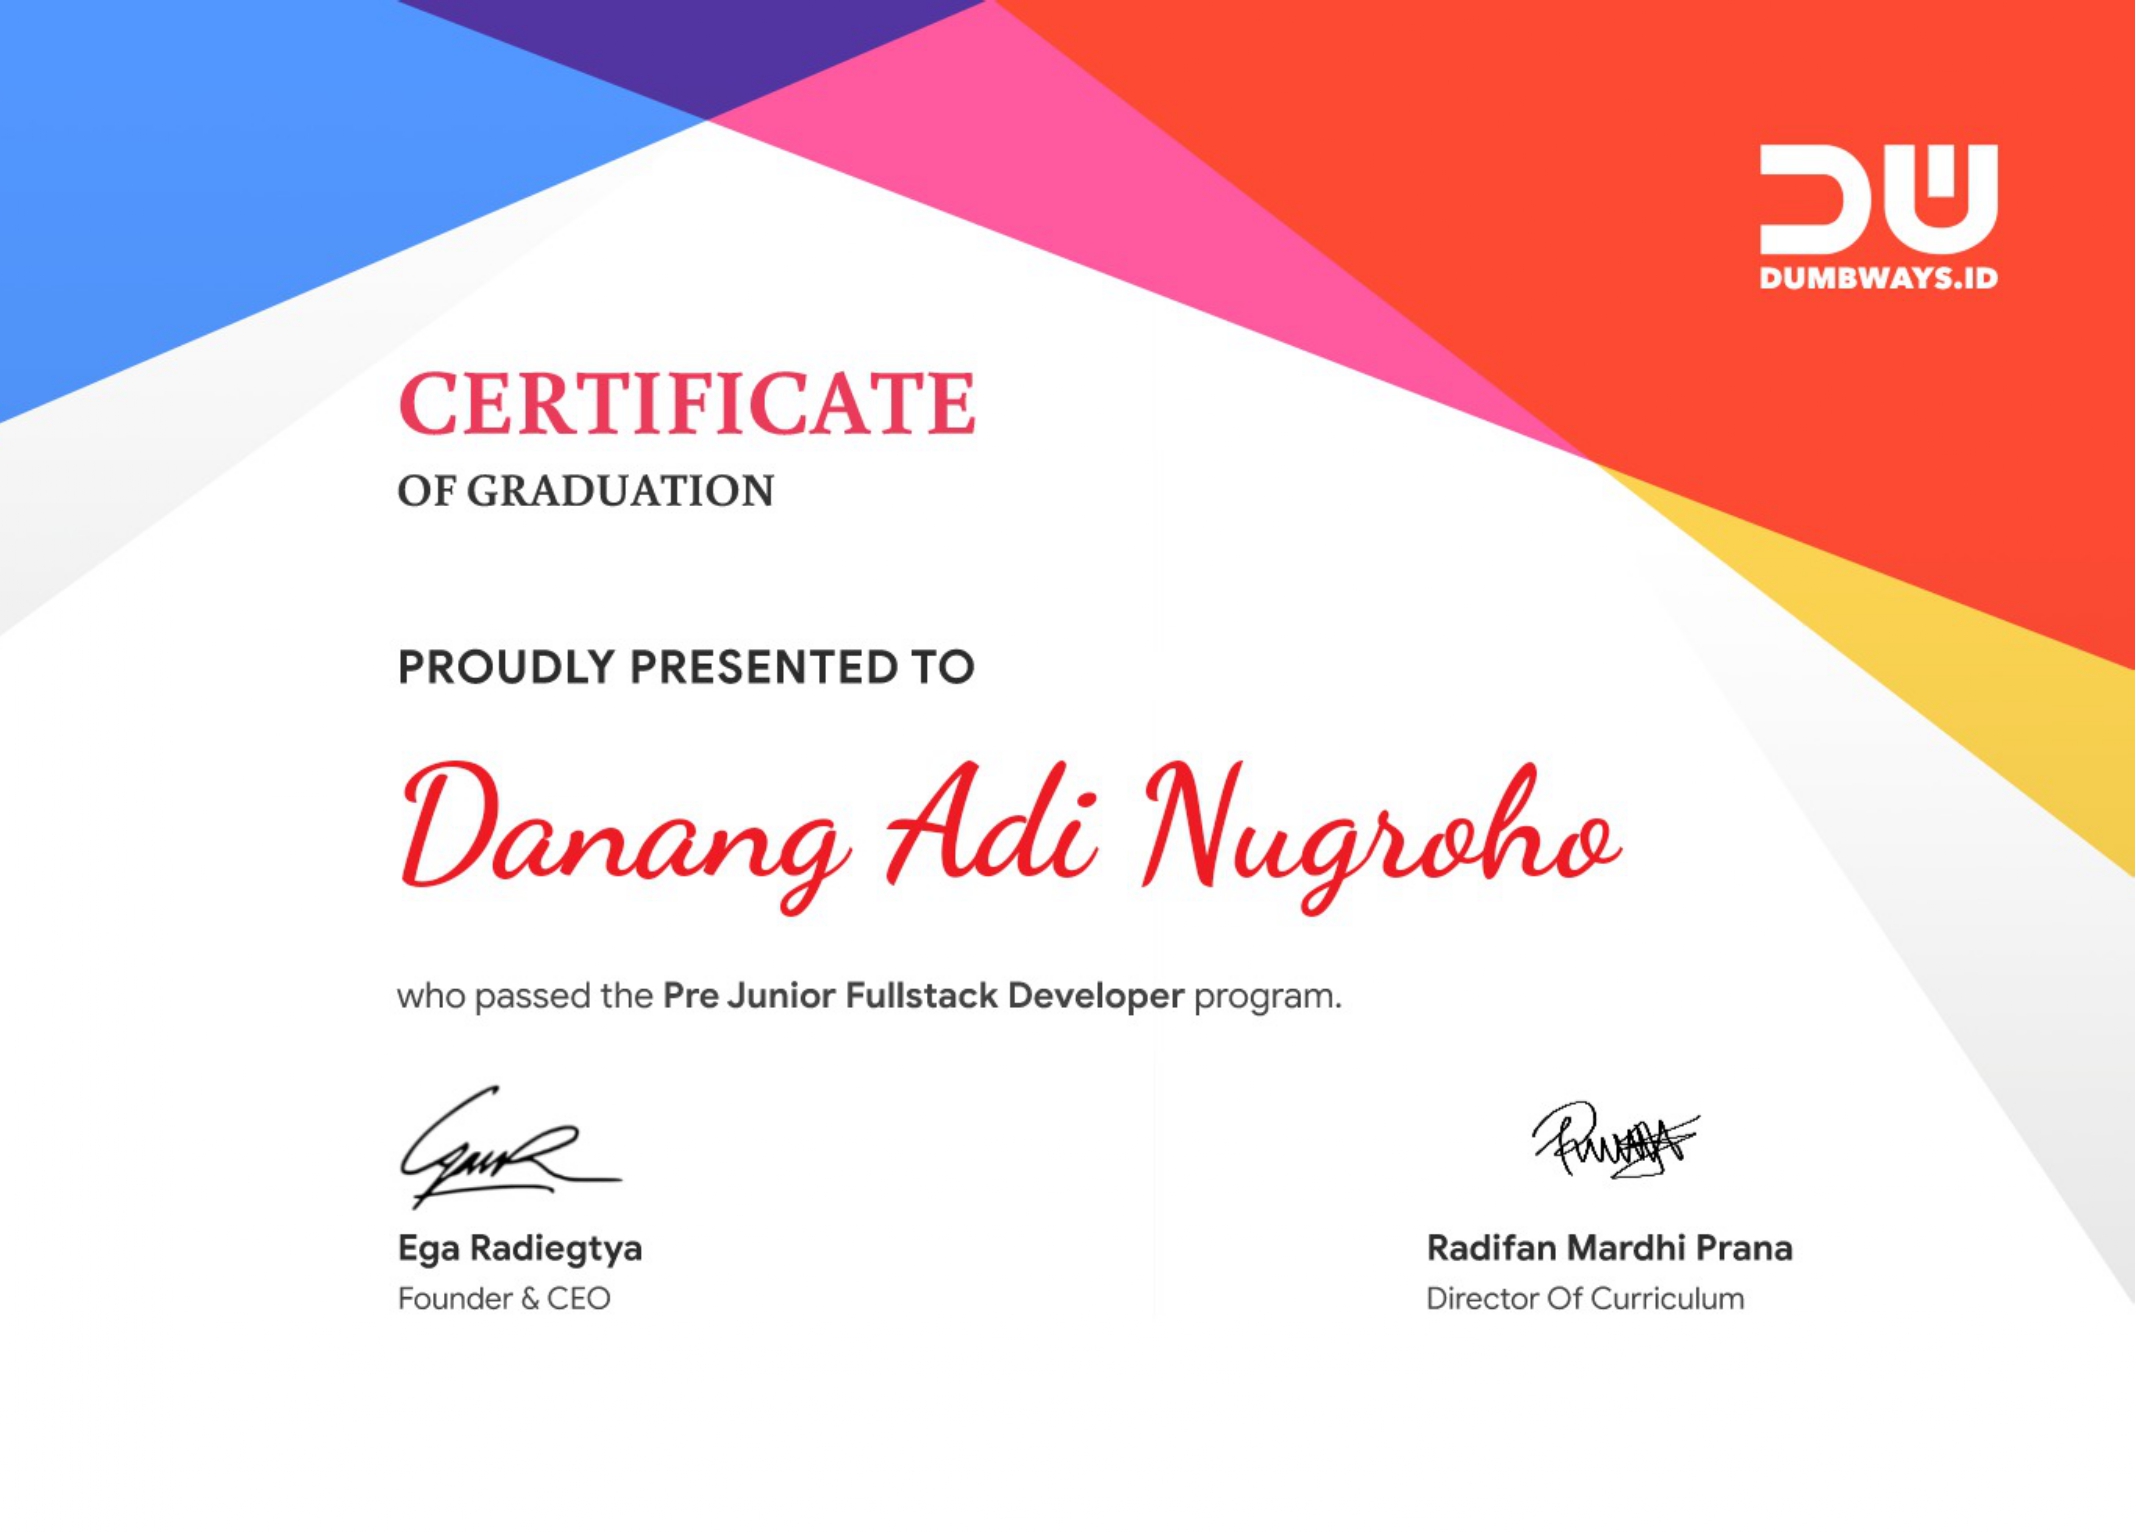 DUMBWAYS.ID
CERTIFICATE
OF GRADUATION
PROUDLY PRESENTED TO
Danang Adi Nugroho
who passed the Pre Junior Fullstack Developer program.
Ega Radiegtya
Founder & CEO
Radifan Mardhi Prana
Director Of Curriculum